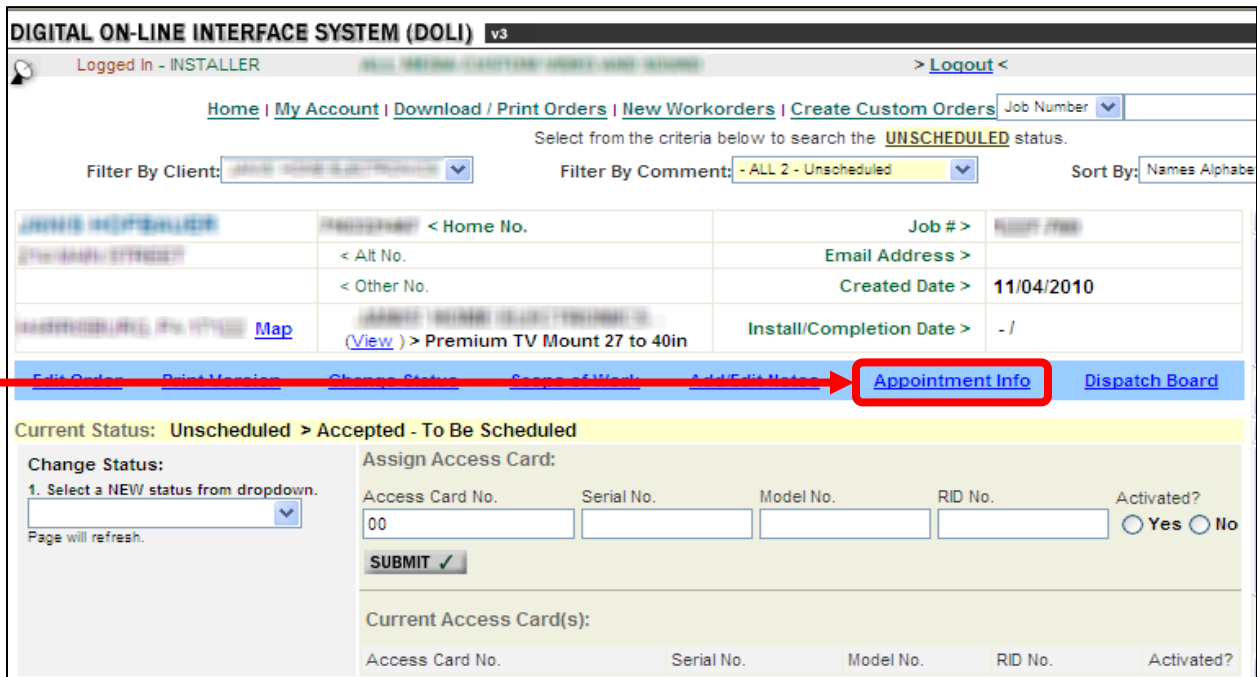 DIGITAL ON-LINE INTERFACE SYSTEM (DOLI) v3
Logged In - INSTALLER > Logout <
Home | My Account | Download / Print Orders | New Workorders | Create Custom Orders Job Number
Select from the criteria below to search the UNSCHEDULED status.
Filter By Client: Filter By Comment: - ALL 2 - Unscheduled Sort By: Names Alphabe
< Home No. Job # >
< Alt No. Email Address >
< Other No. Created Date > 11/04/2010
Map (View ) > Premium TV Mount 27 to 40in Install/Completion Date > - /
Edit Order Print Version Change Status Scope of Work Add/Edit Notes Appointment Info Dispatch Board
Current Status: Unscheduled > Accepted - To Be Scheduled
Change Status: Assign Access Card:
1. Select a NEW status from dropdown. Access Card No. Serial No. Model No. RID No. Activated?
00 Yes No
Page will refresh.
SUBMIT ✓
Current Access Card(s):
Access Card No. Serial No. Model No. RID No. Activated?